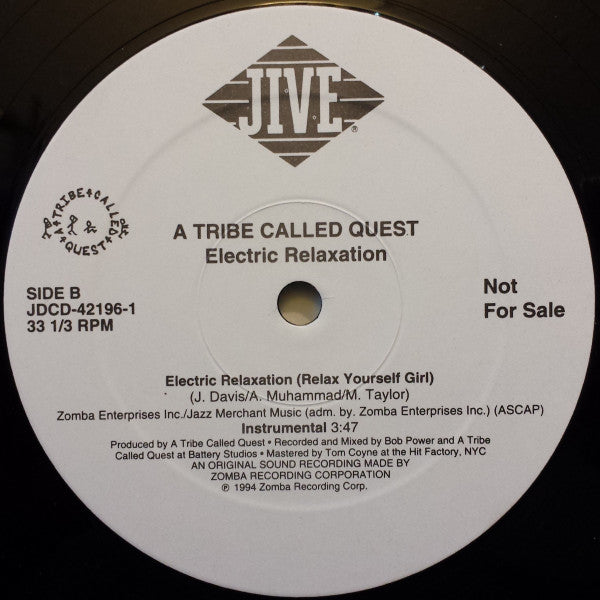 JIVE®
A★TRIBE★CALLED★QUEST★
A TRIBE CALLED QUEST
Electric Relaxation
SIDE B
JDCD-42196-1
33 1/3 RPM
Not
For Sale
Electric Relaxation (Relax Yourself Girl)
(J. Davis/A. Muhammad/M. Taylor)
Zomba Enterprises Inc./Jazz Merchant Music (adm. by. Zomba Enterprises Inc.) (ASCAP)
Instrumental 3:47
Produced by A Tribe Called Quest • Recorded and Mixed by Bob Power and A Tribe
Called Quest at Battery Studios • Mastered by Tom Coyne at the Hit Factory, NYC
AN ORIGINAL SOUND RECORDING MADE BY
ZOMBA RECORDING CORPORATION
℗ 1994 Zomba Recording Corp.